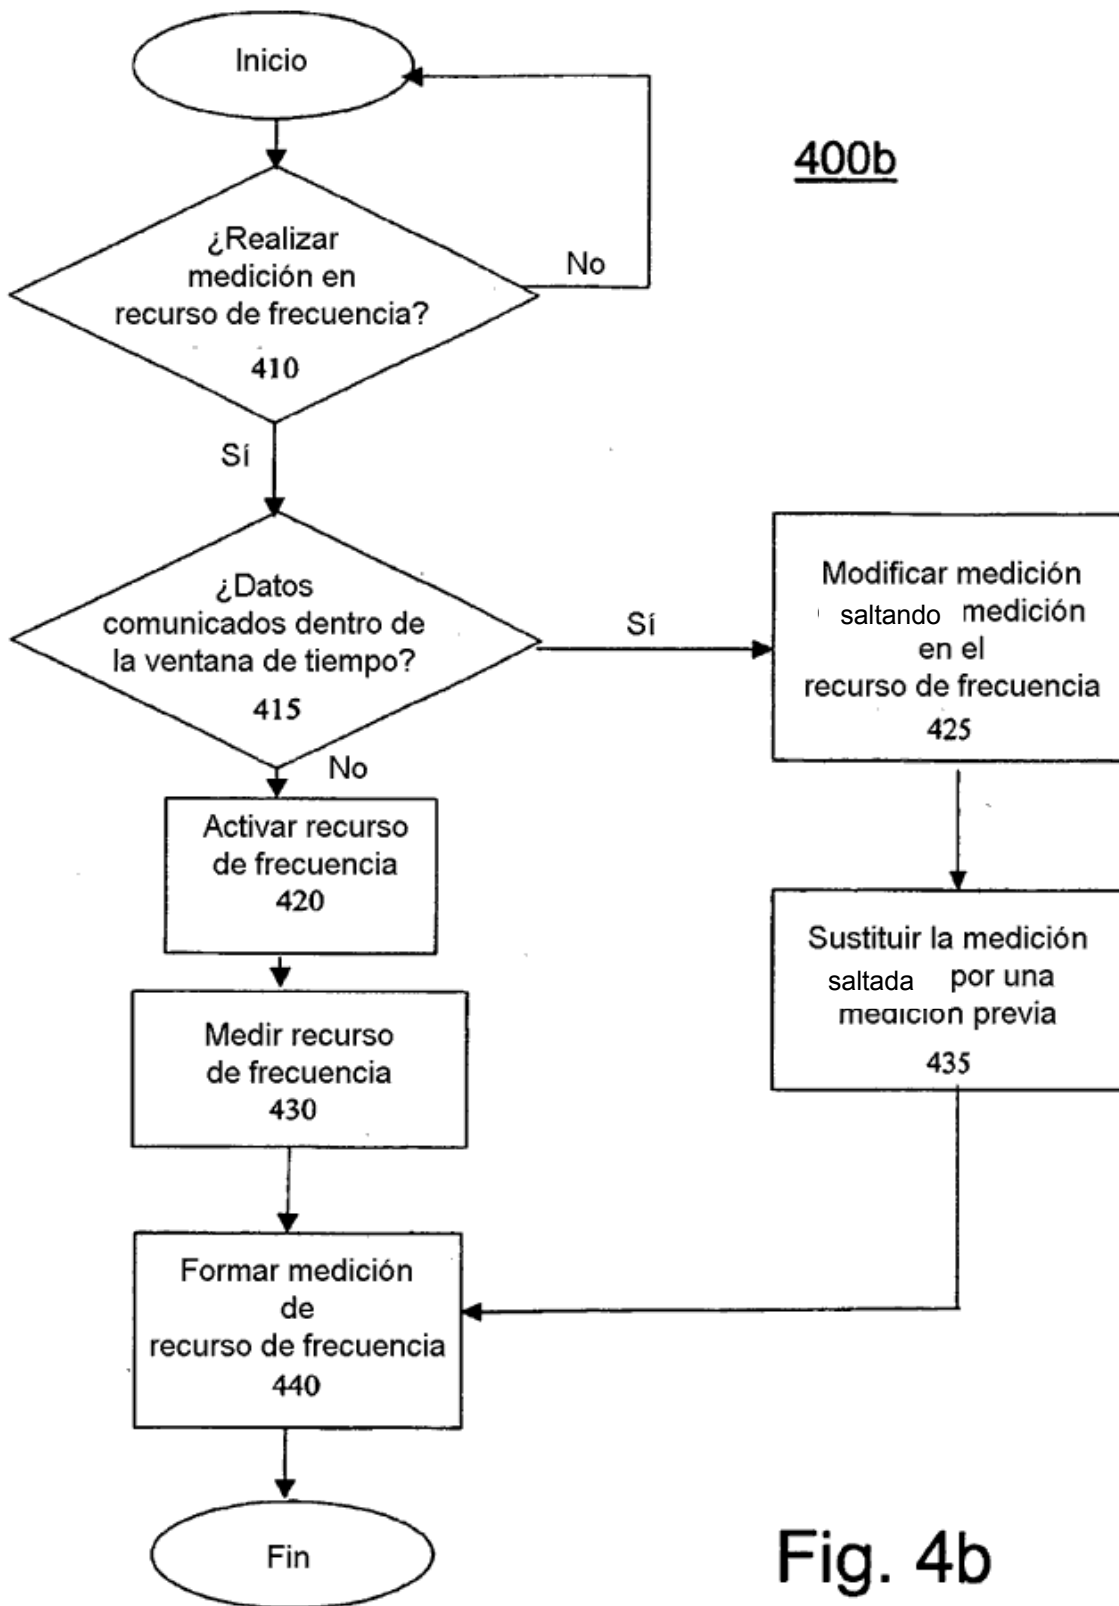 Inicio
400b
¿Realizar
medición en
recurso de frecuencia?
410
No
Sí
¿Datos
comunicados dentro de
la ventana de tiempo?
415
Sí
No
Modificar medición
saltando medición
en el
recurso de frecuencia
425
Activar recurso
de frecuencia
420
Sustituir la medición
saltada por una
medición previa
435
Medir recurso
de frecuencia
430
Formar medición
de
recurso de frecuencia
440
Fin
Fig. 4b